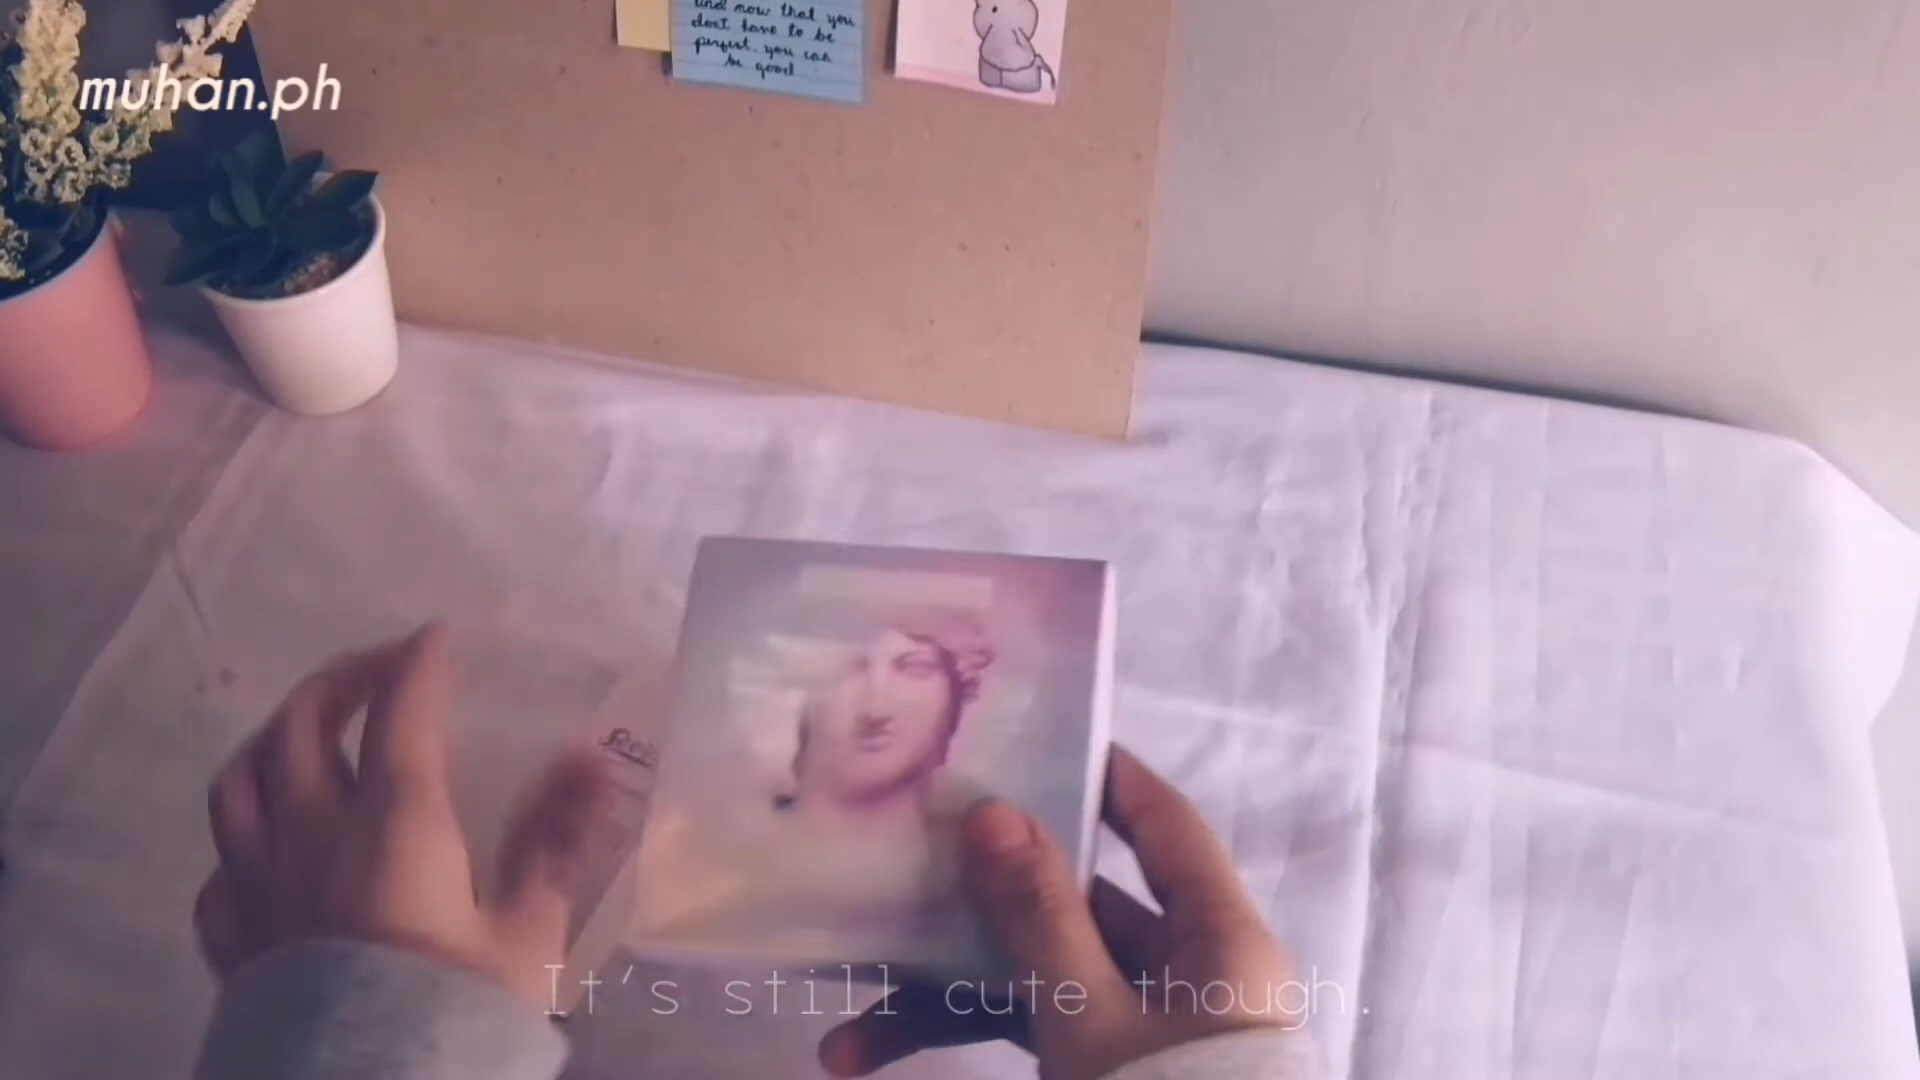 and now that you
dont have to be
perfect. you can
be good
muhan.ph
It's still cute though.